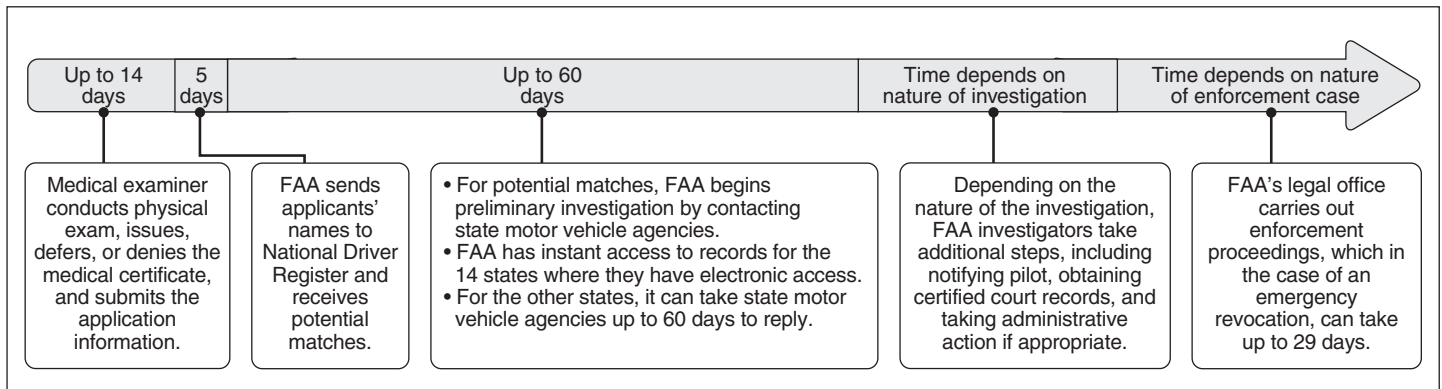 Up to 14
days
5
days
Up to 60
days
Time depends on
nature of investigation
Time depends on nature
of enforcement case
Medical examiner
conducts physical
exam, issues,
defers, or denies the
medical certificate,
and submits the
application
information.
FAA sends
applicants’
names to
National Driver
Register and
receives
potential
matches.
• For potential matches, FAA begins
preliminary investigation by contacting
state motor vehicle agencies.
• FAA has instant access to records for the
14 states where they have electronic access.
• For the other states, it can take state motor
vehicle agencies up to 60 days to reply.
Depending on the
nature of the investigation,
FAA investigators take
additional steps, including
notifying pilot, obtaining
certified court records, and
taking administrative
action if appropriate.
FAA’s legal office
carries out
enforcement
proceedings, which in
the case of an
emergency
revocation, can take
up to 29 days.